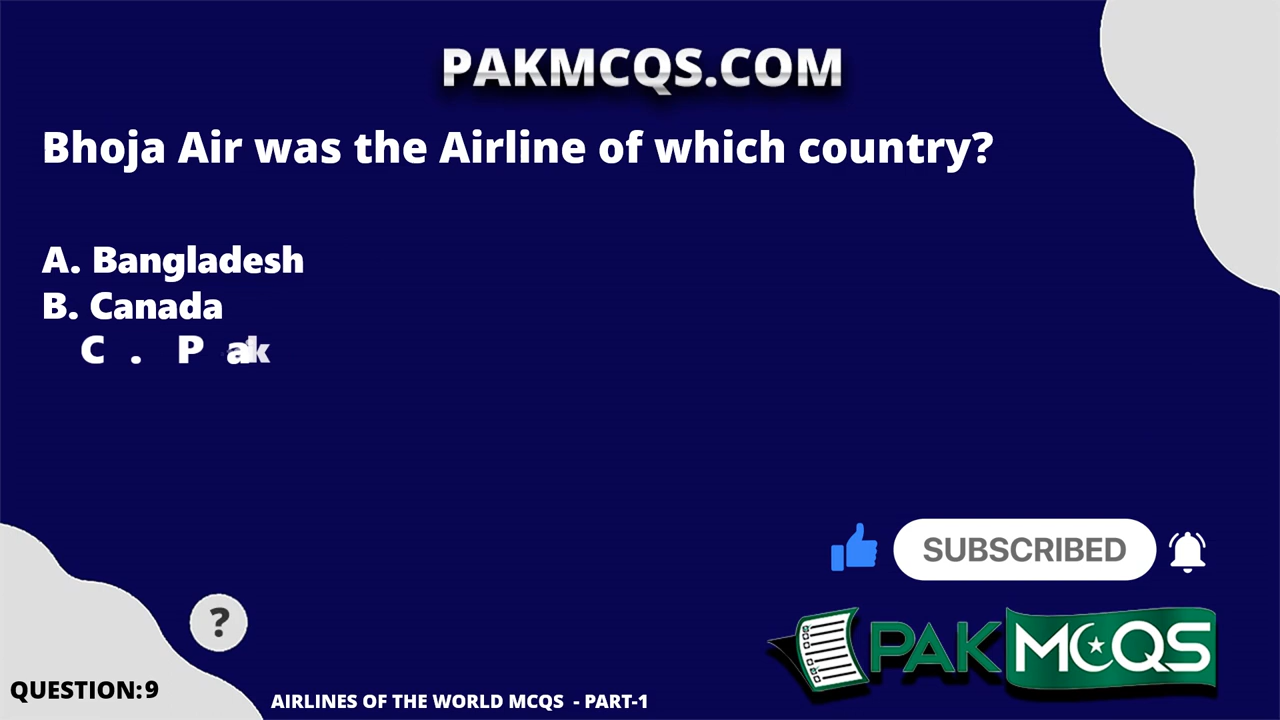 PAKMCQS.COM
Bhoja Air was the Airline of which country?
A. Bangladesh
B. Canada
C . P ak
SUBSCRIBED
?
PAKMCQS
QUESTION:9
AIRLINES OF THE WORLD MCQS - PART-1